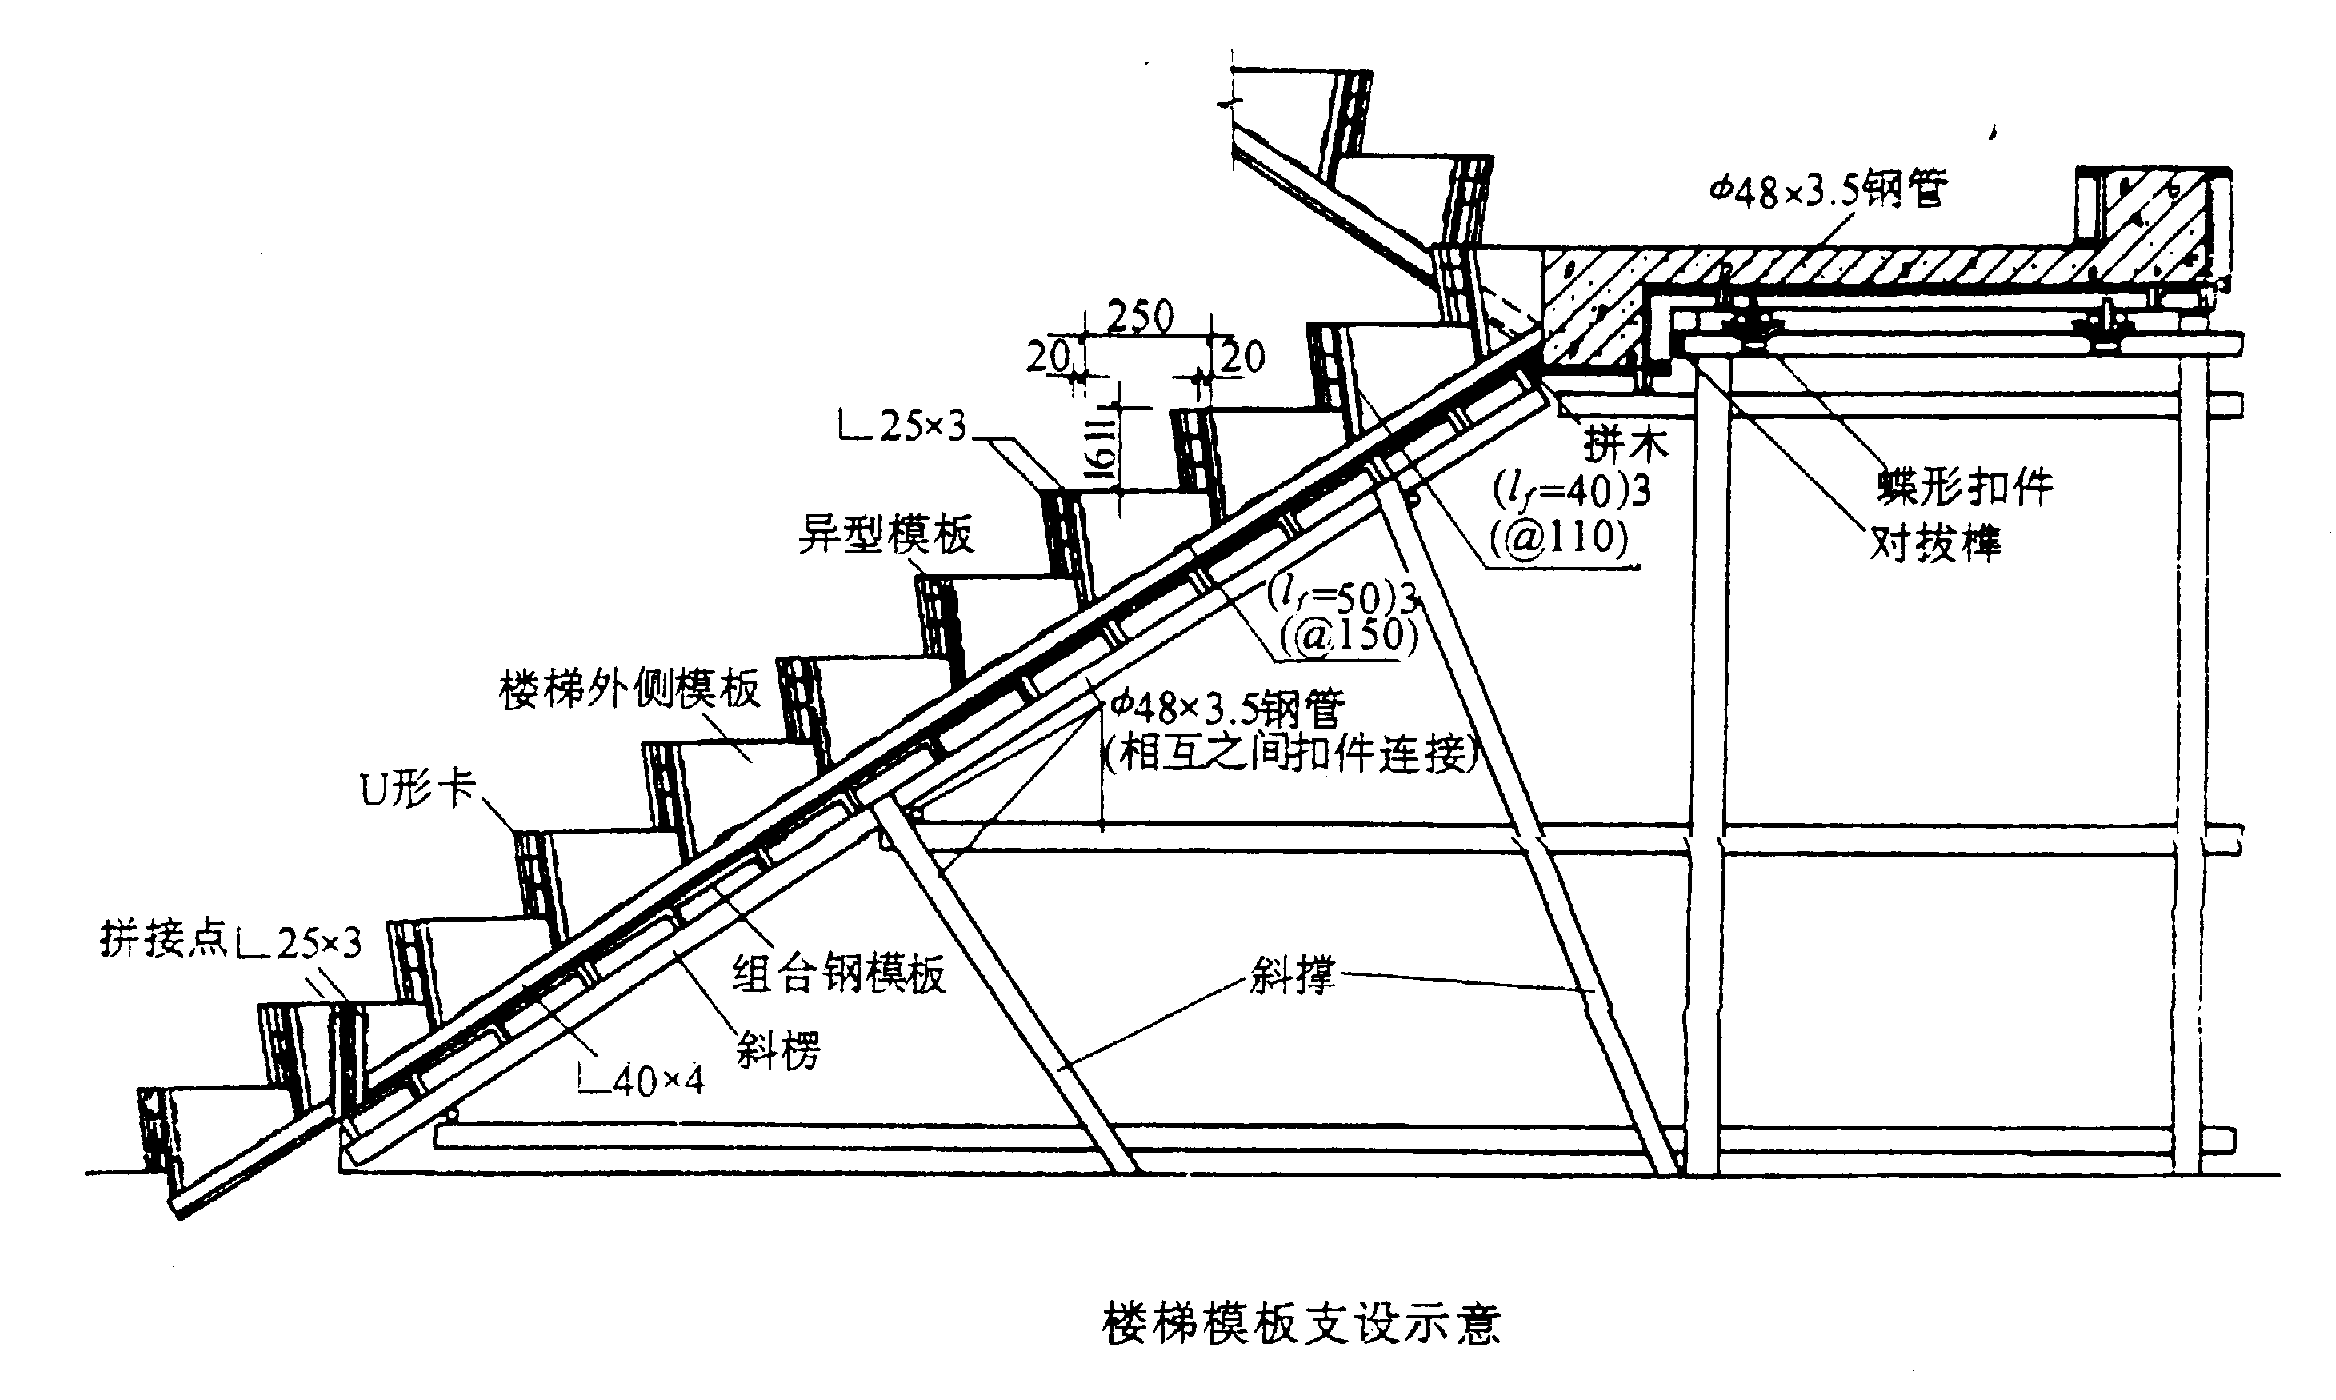 Φ48×3.5钢管
250
20
20
1611
∟25×3
拼木
(lf=40)3
(@110)
蝶形扣件
对拔榫
异型模板
(lf=50)3
(@150)
楼梯外侧模板
Φ48×3.5钢管
(相互之间扣件连接)
U形卡
拼接点∟25×3
组合钢模板
斜撑
斜楞
∟40×4
楼梯模板支设示意